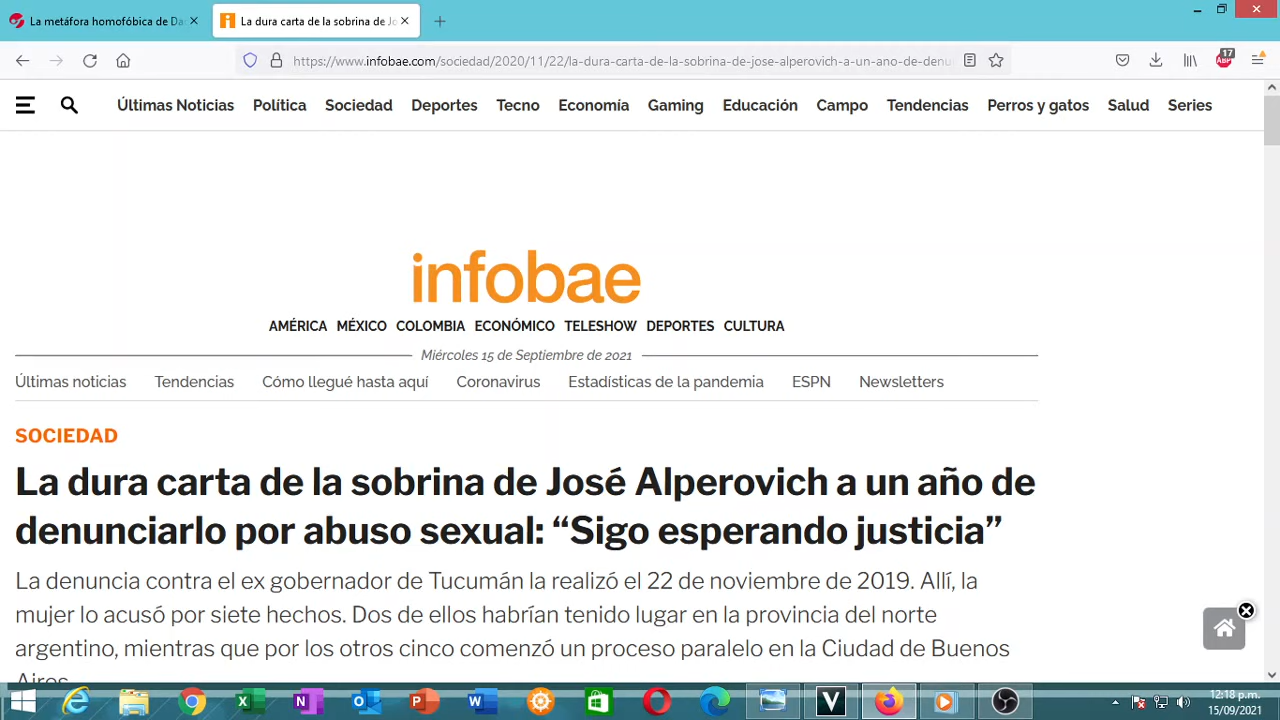 La metáfora homofóbica de Da
La dura carta de la sobrina de Jo
https://www.infobae.com/sociedad/2020/11/22/la-dura-carta-de-la-sobrina-de-jose-alperovich-a-un-ano-de-denu
17
ABP
Últimas Noticias Política Sociedad Deportes Tecno Economía Gaming Educación Campo Tendencias Perros y gatos Salud Series
infobae
AMÉRICA MÉXICO COLOMBIA ECONÓMICO TELESHOW DEPORTES CULTURA
Miércoles 15 de Septiembre de 2021
Últimas noticias Tendencias Cómo llegué hasta aquí Coronavirus Estadísticas de la pandemia ESPN Newsletters
SOCIEDAD
La dura carta de la sobrina de José Alperovich a un año de
denunciarlo por abuso sexual: “Sigo esperando justicia”
La denuncia contra el ex gobernador de Tucumán la realizó el 22 de noviembre de 2019. Allí, la
mujer lo acusó por siete hechos. Dos de ellos habrían tenido lugar en la provincia del norte
argentino, mientras que por los otros cinco comenzó un proceso paralelo en la Ciudad de Buenos
Aires
12:18 p.m.
15/09/2021